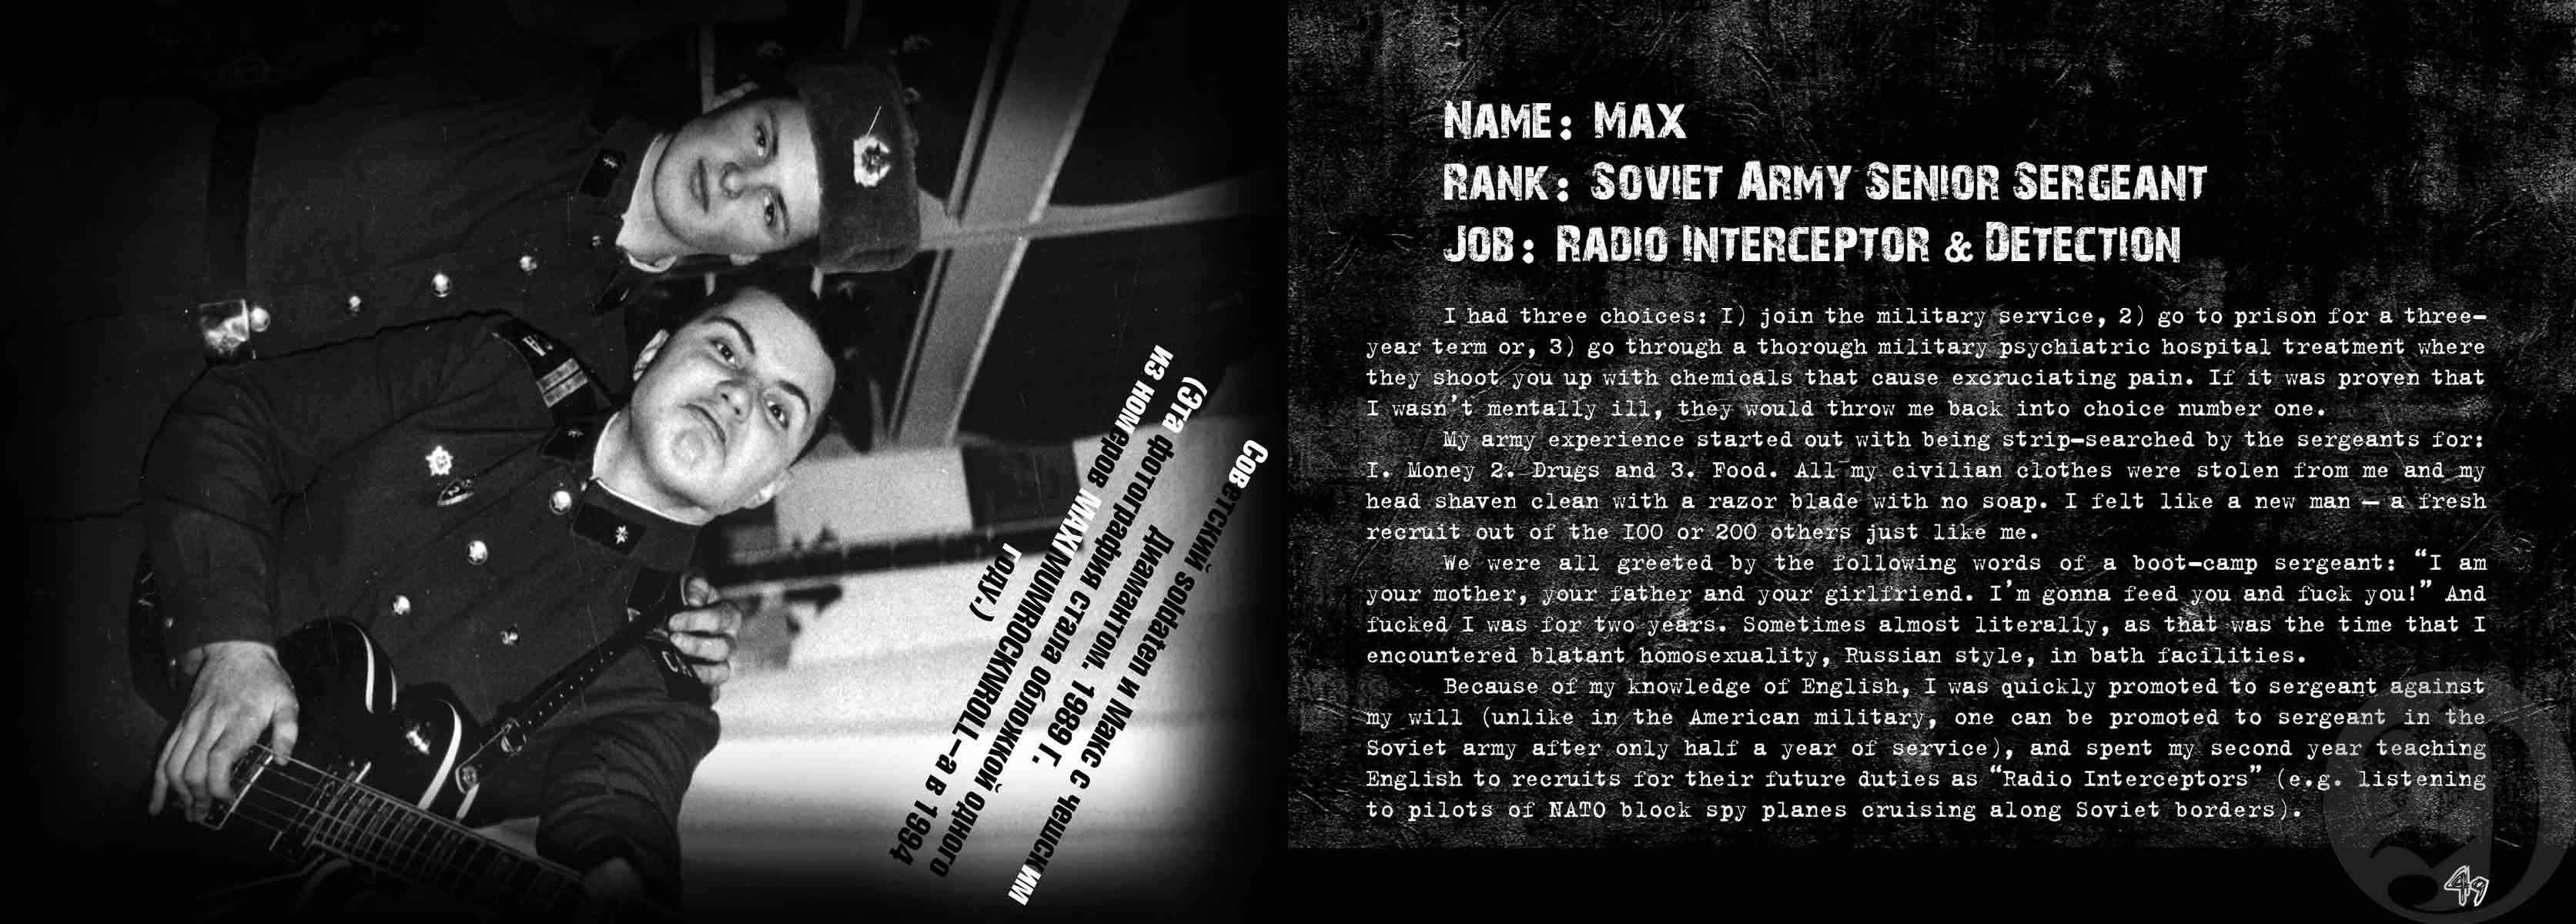 Советский soldaten и Макс с чешским
Диамантом. 1989 г.
(Эта фотография стала обложкой одного
из номеров MAXIMUMROCKNROLL-а в 1994
году.)
NAME: MAX
RANK: SOVIET ARMY SENIOR SERGEANT
JOB: RADIO INTERCEPTOR & DETECTION
I had three choices: I) join the military service, 2) go to prison for a three-
year term or, 3) go through a thorough military psychiatric hospital treatment where
they shoot you up with chemicals that cause excruciating pain. If it was proven that
I wasn't mentally ill, they would throw me back into choice number one.
My army experience started out with being strip-searched by the sergeants for:
I. Money 2. Drugs and 3. Food. All my civilian clothes were stolen from me and my
head shaven clean with a razor blade with no soap. I felt like a new man — a fresh
recruit out of the I00 or 200 others just like me.
We were all greeted by the following words of a boot-camp sergeant: “I am
your mother, your father and your girlfriend. I'm gonna feed you and fuck you!” And
fucked I was for two years. Sometimes almost literally, as that was the time that I
encountered blatant homosexuality, Russian style, in bath facilities.
Because of my knowledge of English, I was quickly promoted to sergeant against
my will (unlike in the American military, one can be promoted to sergeant in the
Soviet army after only half a year of service), and spent my second year teaching
English to recruits for their future duties as “Radio Interceptors” (e.g. listening
to pilots of NATO block spy planes cruising along Soviet borders).
49